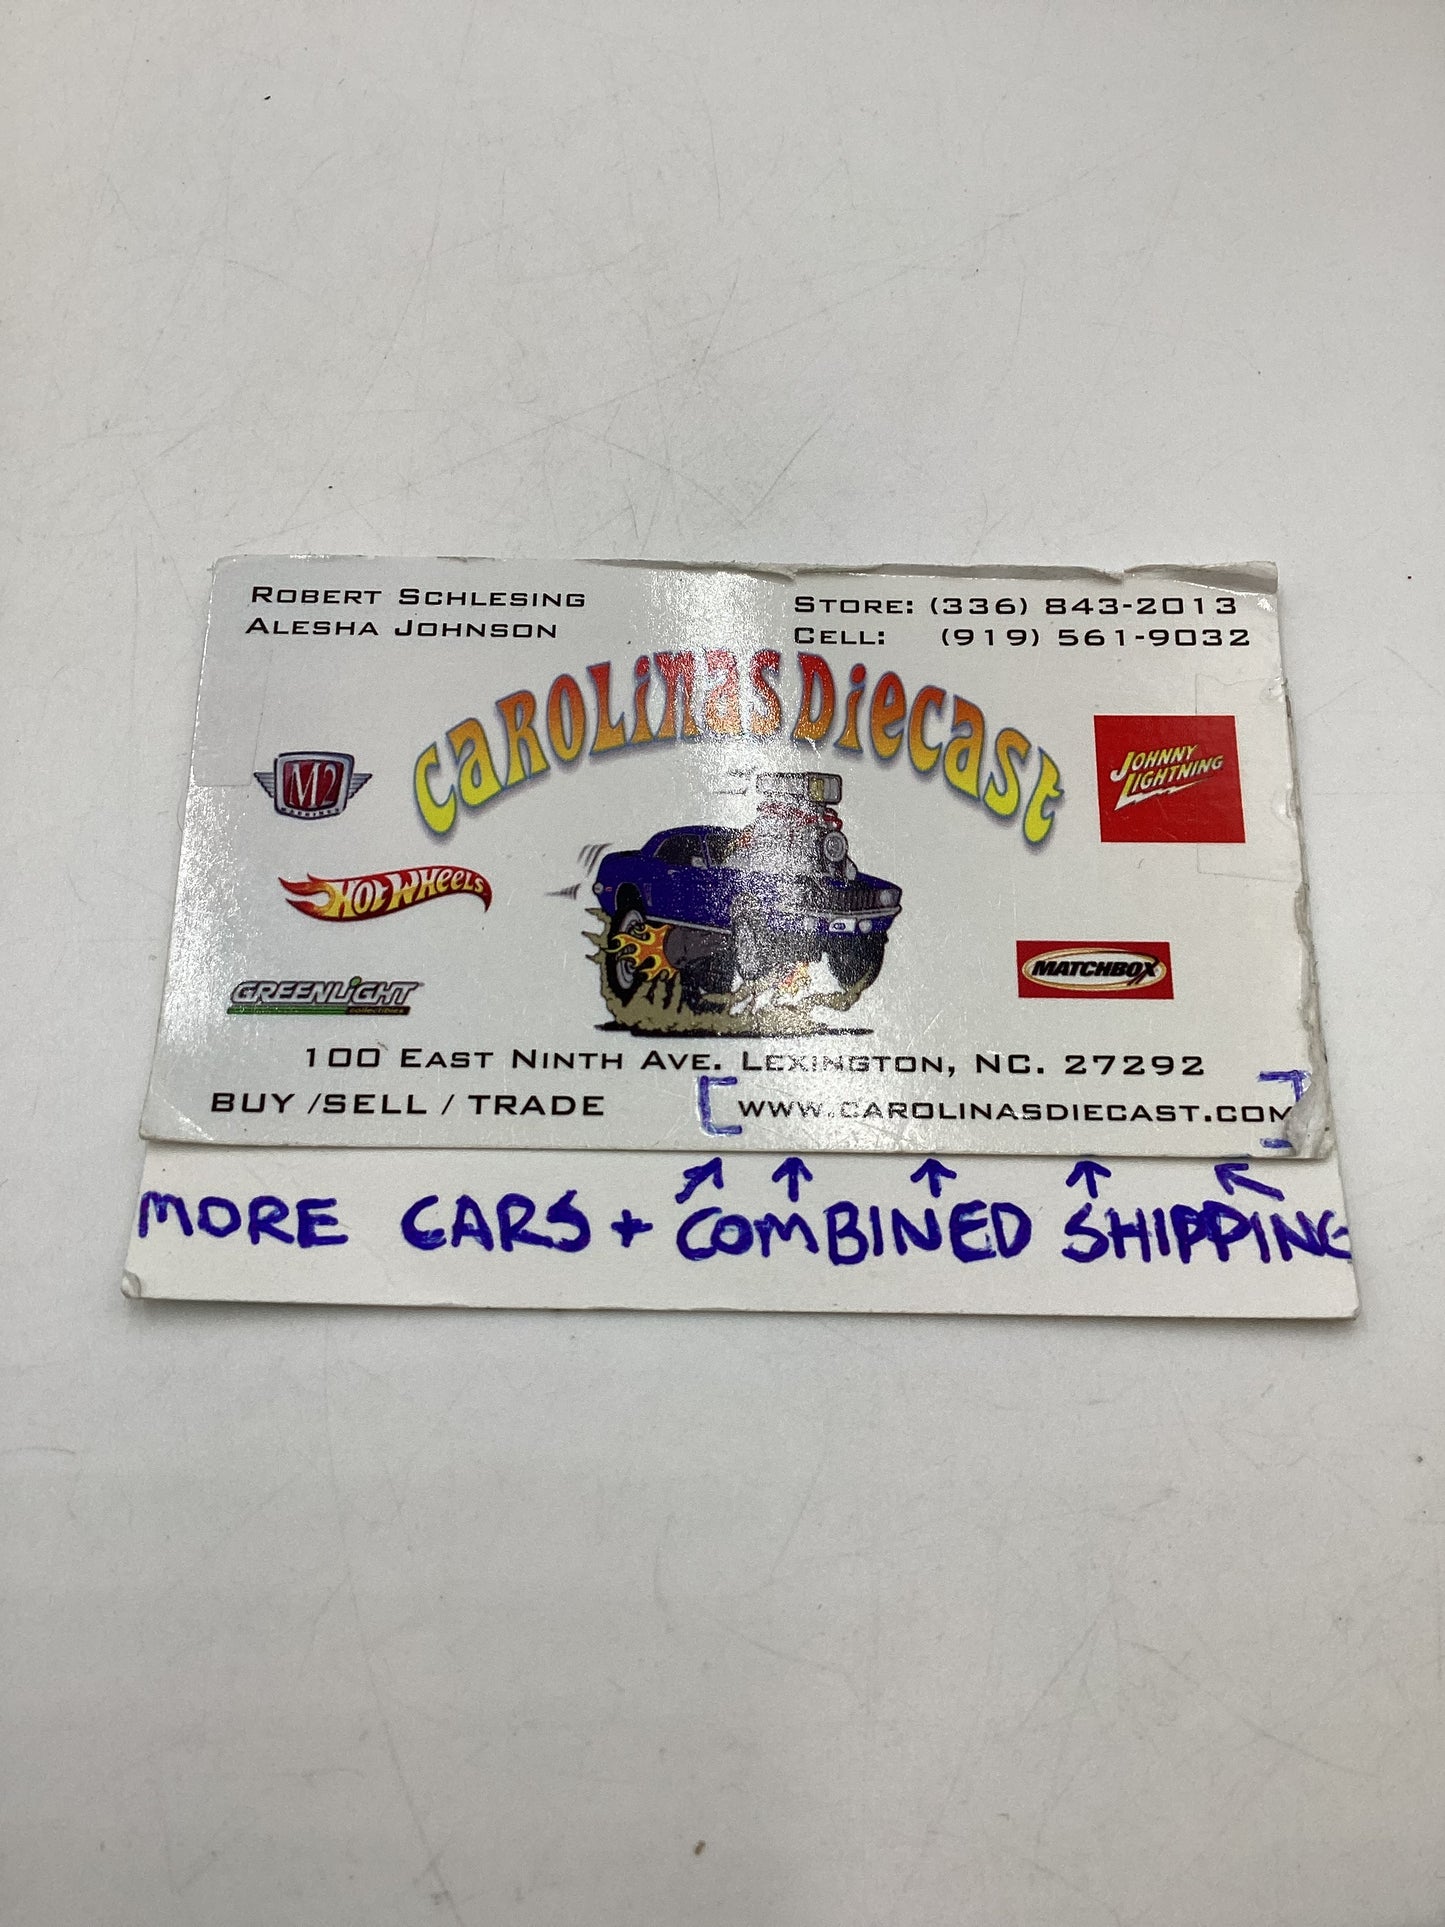 ROBERT SCHLESING
ALESHA JOHNSON
STORE: (336) 843-2013
CELL: (919) 561-9032
CAROLINAS DIECAST
M2
MACHINES
JOHNNY
LIGHTNING
HOT WHEELS
MATCHBOX
GREENLIGHT
collectibles
100 EAST NINTH AVE. LEXINGTON, NC. 27292
BUY /SELL / TRADE
WWW.CAROLINASDIECAST.COM
MORE CARS + COMBINED SHIPPING